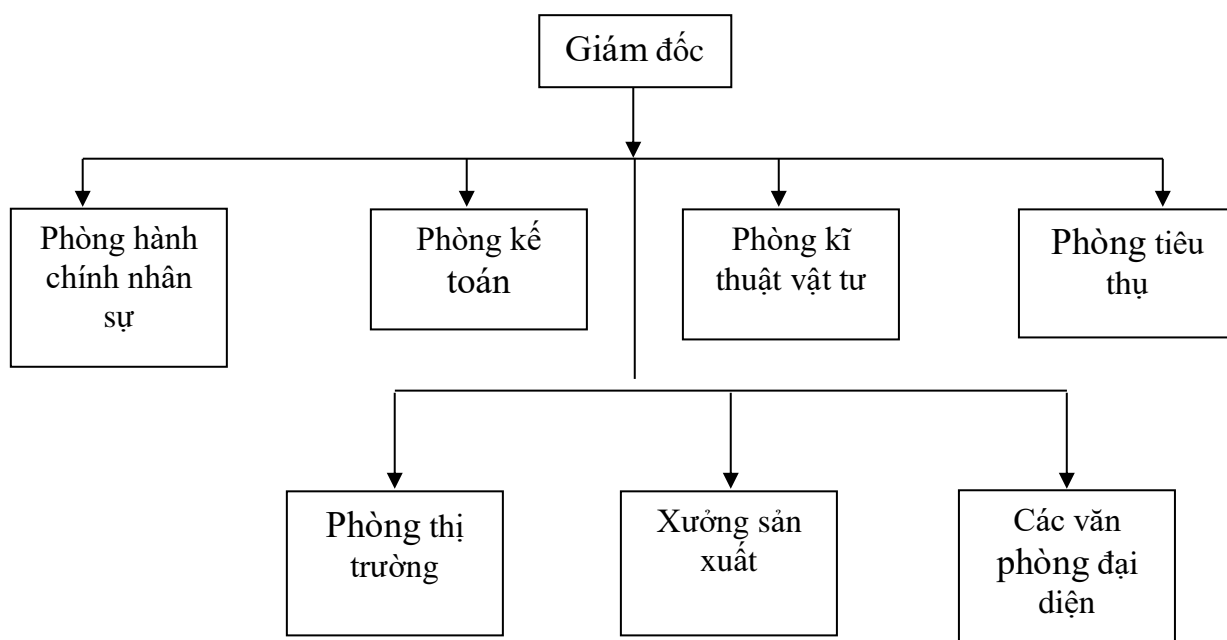 Giám đốc
Phòng hành
chính nhân
sự
Phòng kế
toán
Phòng kĩ
thuật vật tư
Phòng tiêu
thụ
Phòng thị
trường
Xưởng sản
xuất
Các văn
phòng đại
diện